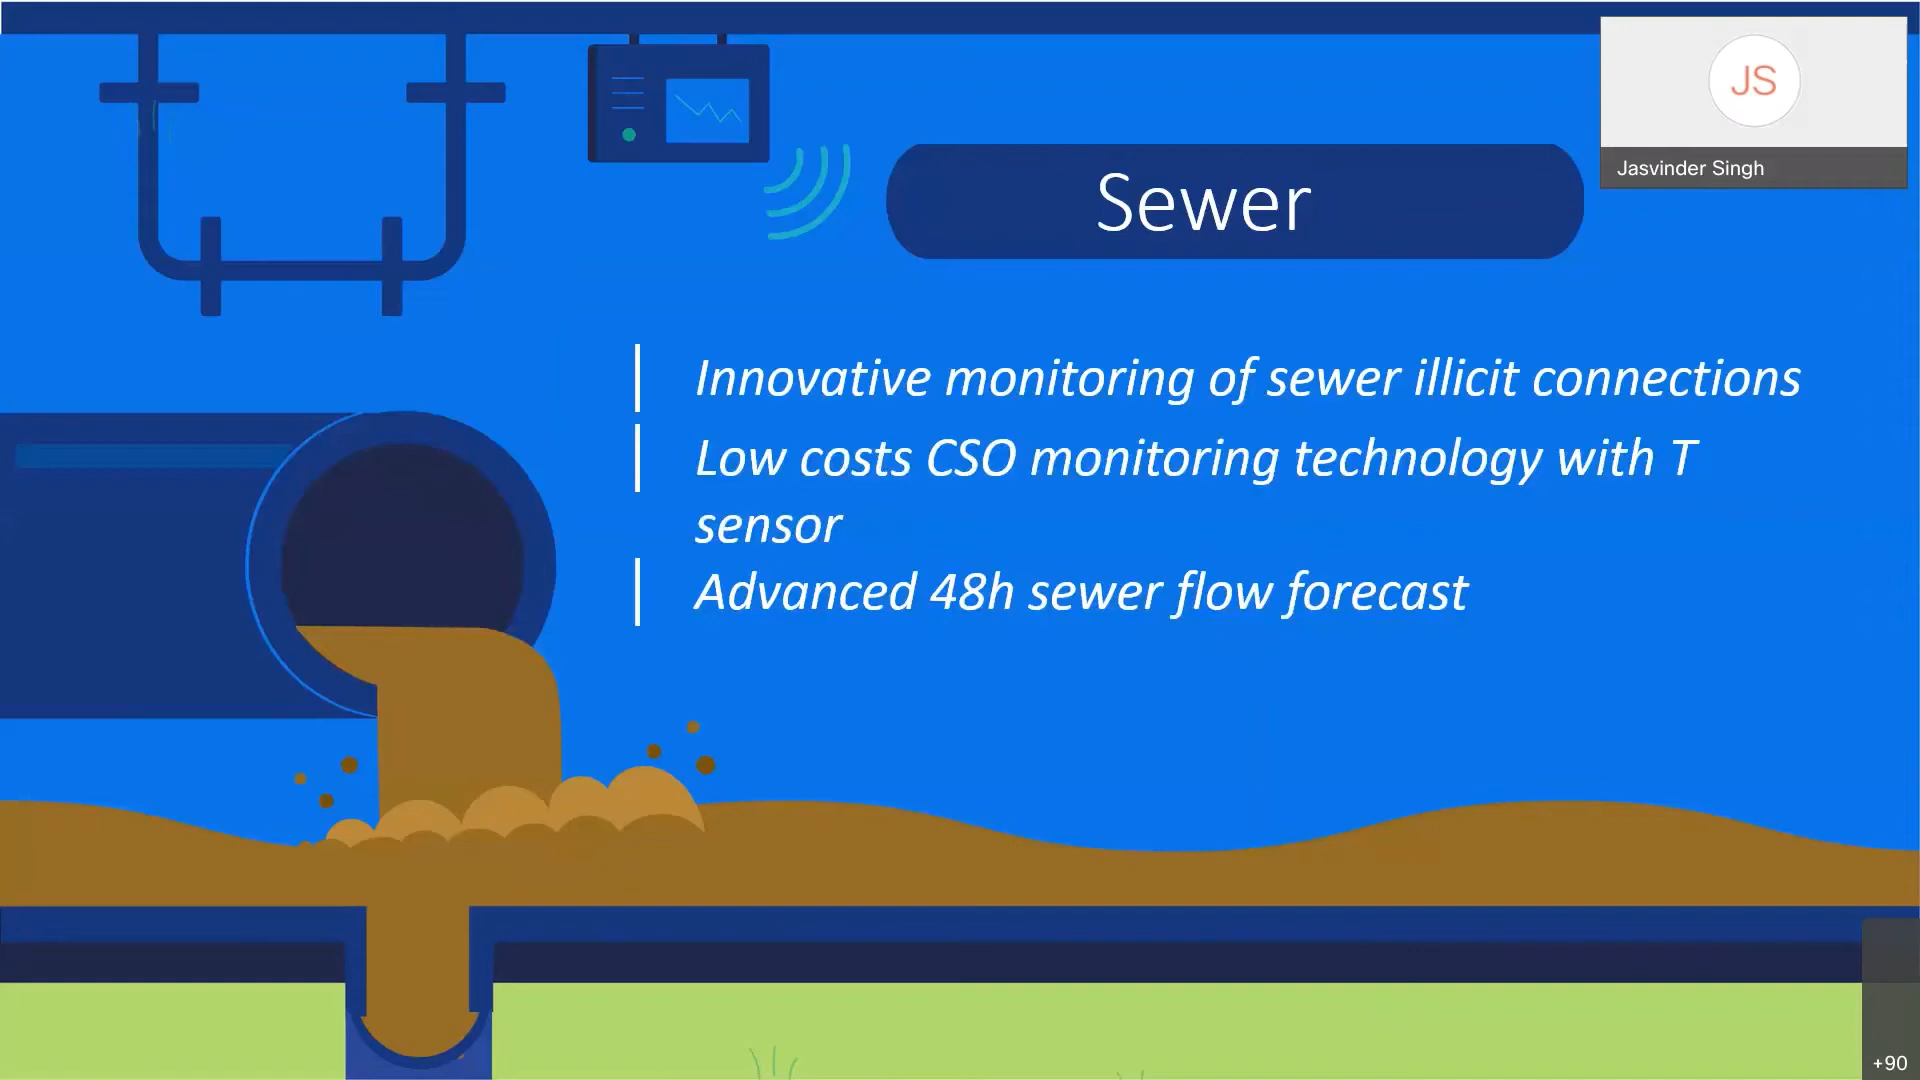 JS
Jasvinder Singh
Sewer
Innovative monitoring of sewer illicit connections
Low costs CSO monitoring technology with T
sensor
Advanced 48h sewer flow forecast
+90